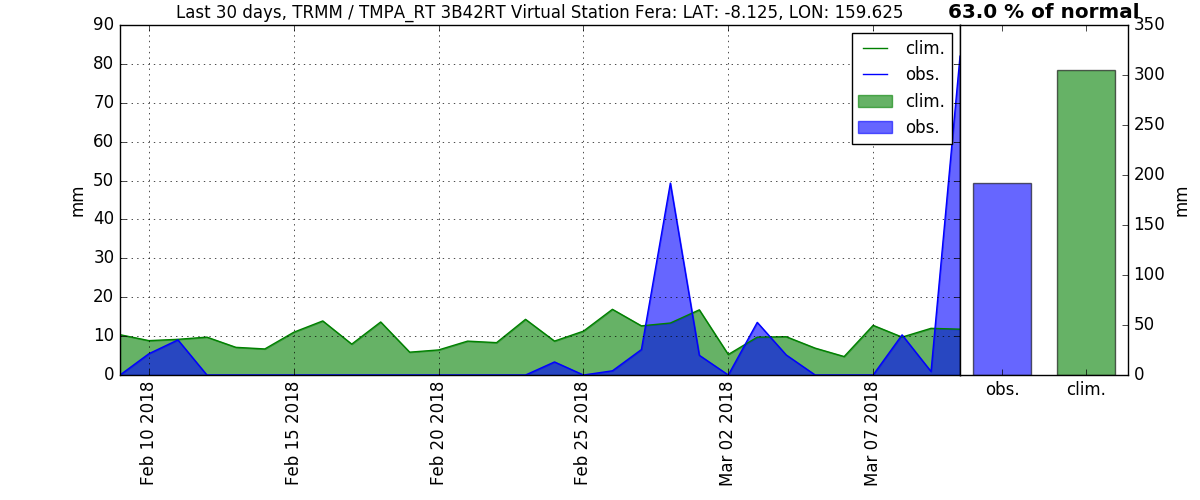 Last 30 days, TRMM / TMPA_RT 3B42RT Virtual Station Fera: LAT: -8.125, LON: 159.625
63.0 % of normal
mm
90
80
70
60
50
40
30
20
10
0
clim.
obs.
clim.
obs.
350
300
250
200
150
100
50
0
mm
Feb 10 2018
Feb 15 2018
Feb 20 2018
Feb 25 2018
Mar 02 2018
Mar 07 2018
obs.
clim.